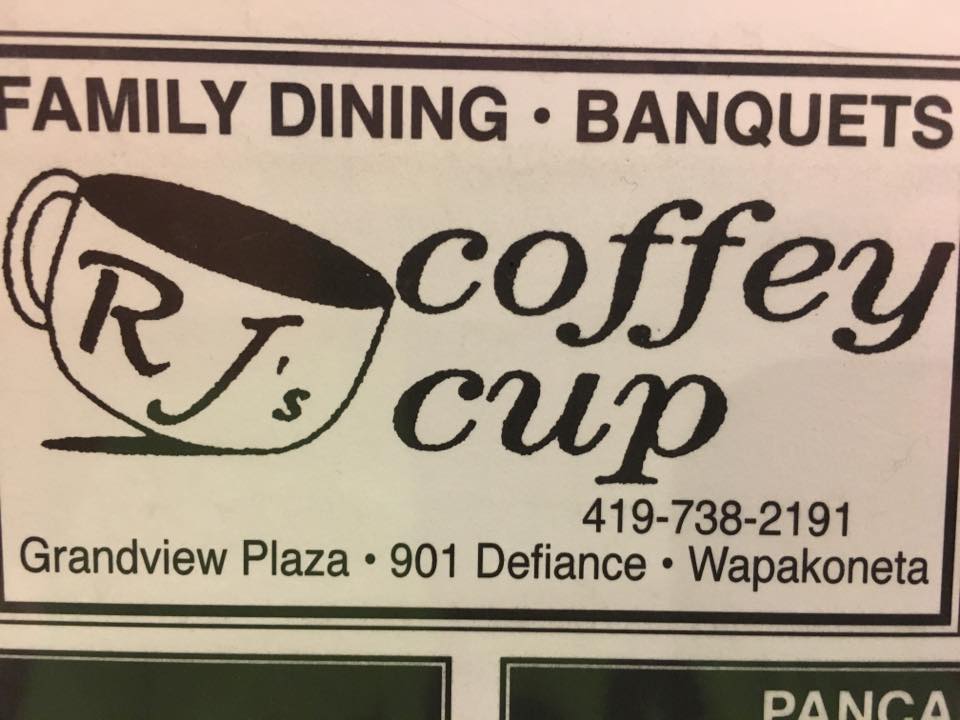 FAMILY DINING • BANQUETS
RJ's
coffey
cup
419-738-2191
Grandview Plaza • 901 Defiance • Wapakoneta